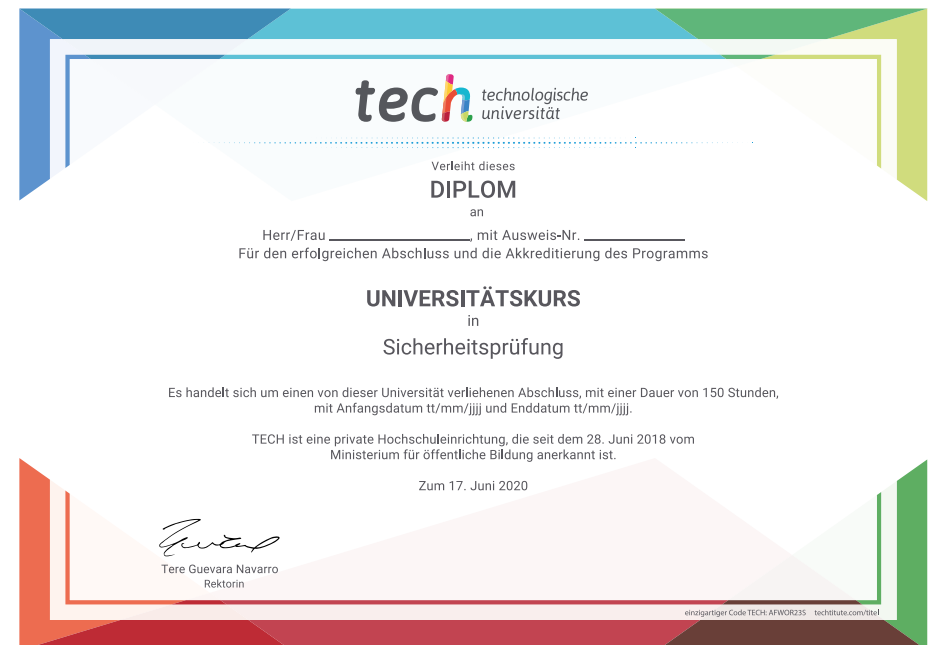 tech technologische
universität
Verleiht dieses
DIPLOM
an
Herr/Frau ________________, mit Ausweis-Nr. ____________
Für den erfolgreichen Abschluss und die Akkreditierung des Programms
UNIVERSITÄTSKURS
in
Sicherheitsprüfung
Es handelt sich um einen von dieser Universität verliehenen Abschluss, mit einer Dauer von 150 Stunden,
mit Anfangsdatum tt/mm/jjjj und Enddatum tt/mm/jjjj.
TECH ist eine private Hochschuleinrichtung, die seit dem 28. Juni 2018 vom
Ministerium für öffentliche Bildung anerkannt ist.
Zum 17. Juni 2020
Tere Guevara Navarro
Rektorin
einzigartiger Code TECH: AFWOR23S techtitute.com/titel